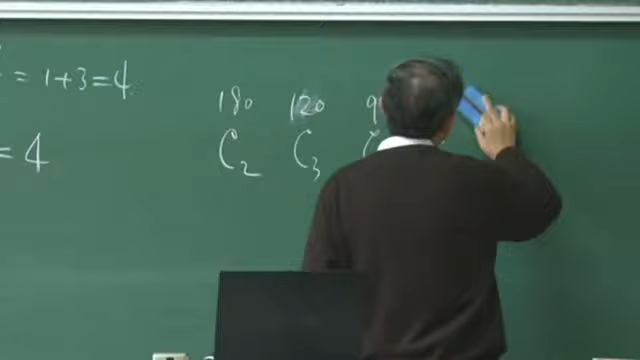 = 1+3=4
180 120 9
= 4
C₂ C₃ C